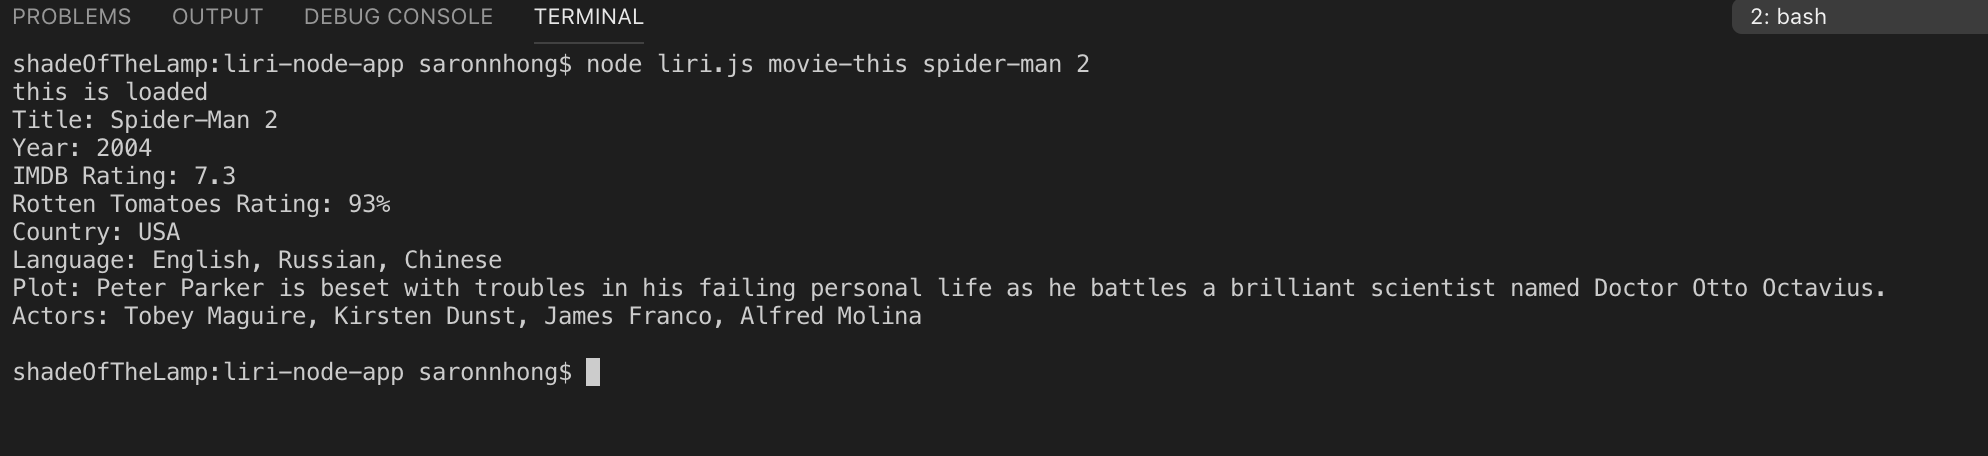 PROBLEMS OUTPUT DEBUG CONSOLE TERMINAL 2: bash
shadeOfTheLamp:liri-node-app saronnhong$ node liri.js movie-this spider-man 2
this is loaded
Title: Spider-Man 2
Year: 2004
IMDB Rating: 7.3
Rotten Tomatoes Rating: 93%
Country: USA
Language: English, Russian, Chinese
Plot: Peter Parker is beset with troubles in his failing personal life as he battles a brilliant scientist named Doctor Otto Octavius.
Actors: Tobey Maguire, Kirsten Dunst, James Franco, Alfred Molina
shadeOfTheLamp:liri-node-app saronnhong$